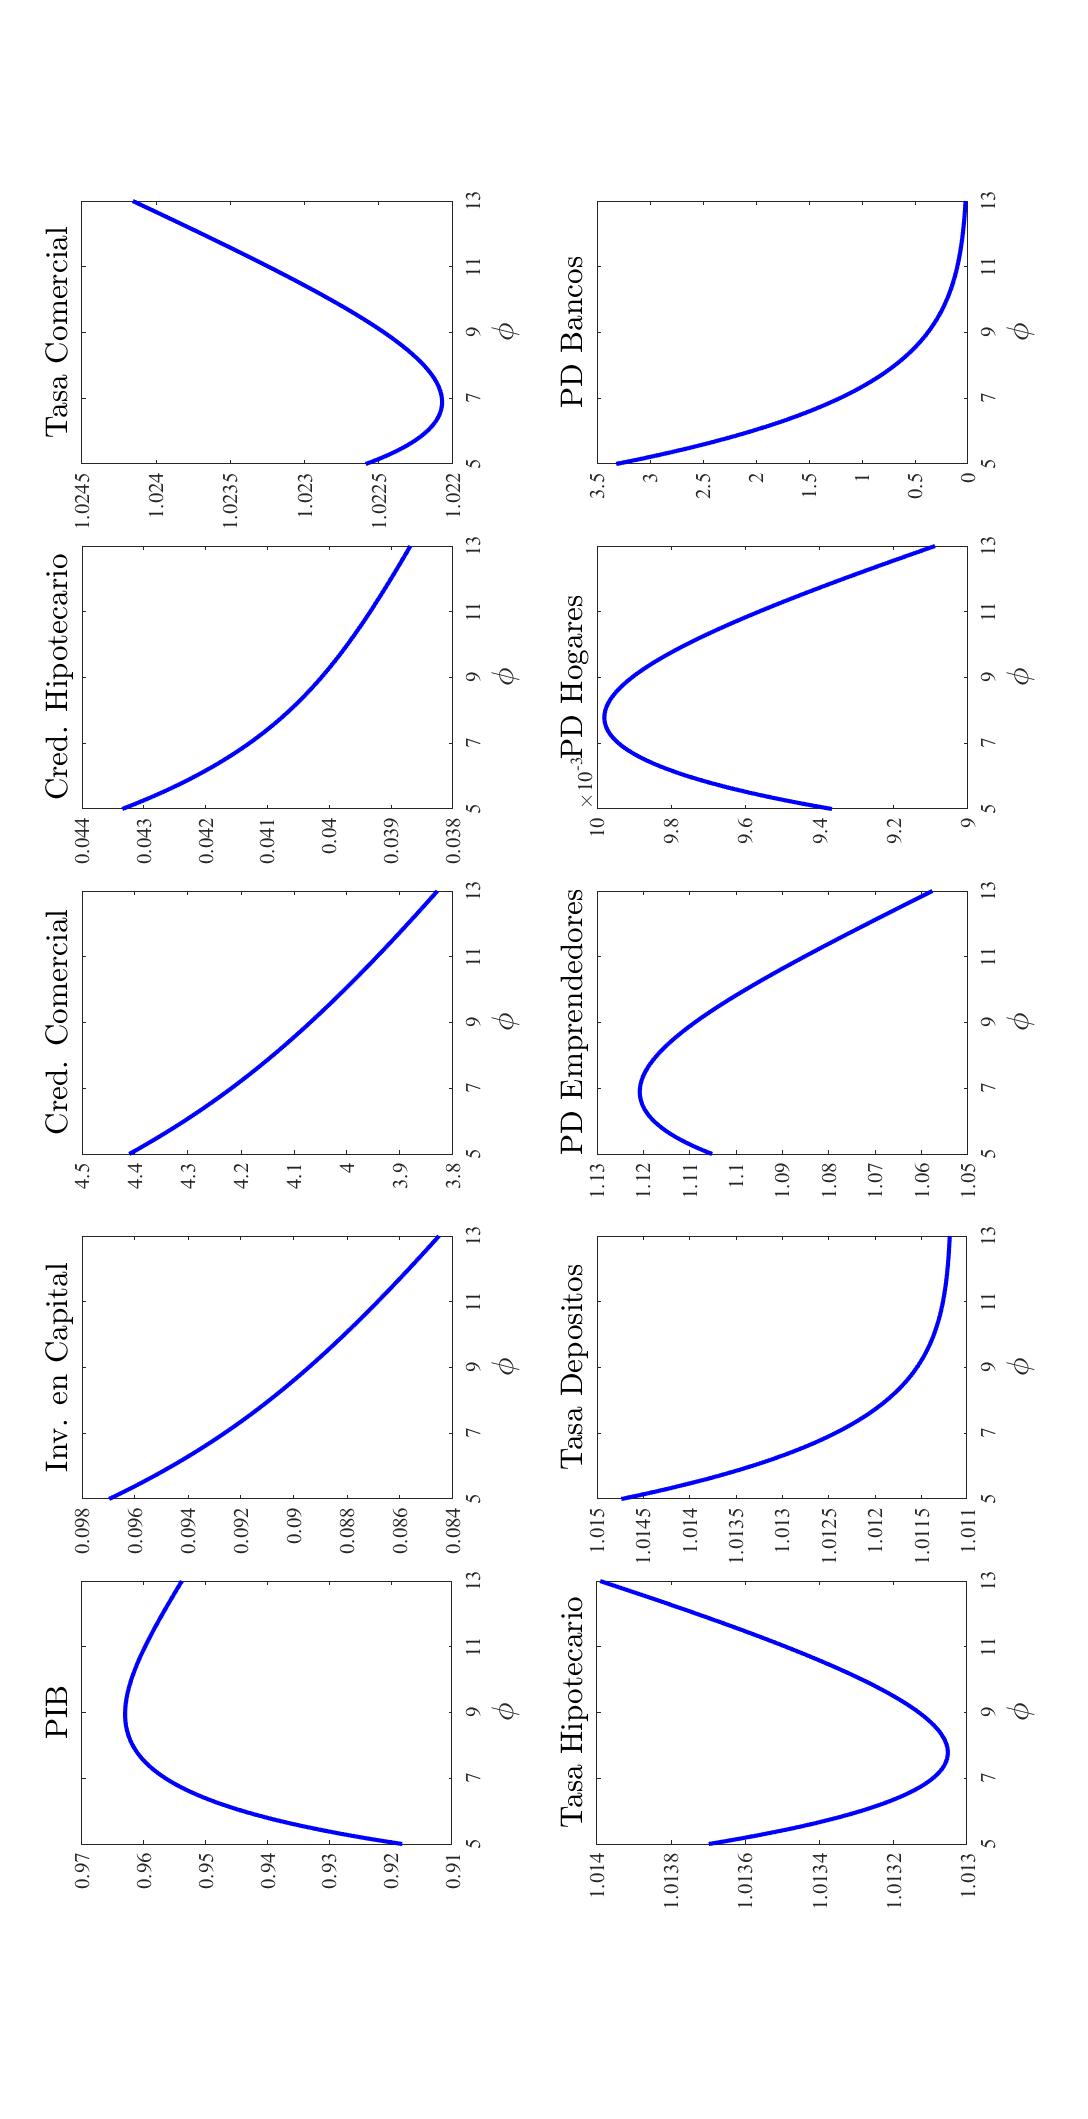 PIB
0.97
0.96
0.95
0.94
0.93
0.92
0.91
5 7 9 11 13
ϕ
Inv. en Capital
0.098
0.096
0.094
0.092
0.09
0.088
0.086
0.084
5 7 9 11 13
ϕ
Cred. Comercial
4.5
4.4
4.3
4.2
4.1
4
3.9
3.8
5 7 9 11 13
ϕ
Cred. Hipotecario
0.044
0.043
0.042
0.041
0.04
0.039
0.038
5 7 9 11 13
ϕ
Tasa Comercial
1.0245
1.024
1.0235
1.023
1.0225
1.022
5 7 9 11 13
ϕ
Tasa Hipotecario
1.014
1.0138
1.0136
1.0134
1.0132
1.013
5 7 9 11 13
ϕ
Tasa Depositos
1.015
1.0145
1.014
1.0135
1.013
1.0125
1.012
1.0115
1.011
5 7 9 11 13
ϕ
PD Emprendedores
1.13
1.12
1.11
1.1
1.09
1.08
1.07
1.06
1.05
5 7 9 11 13
ϕ
PD Hogares
×10⁻³
10
9.8
9.6
9.4
9.2
9
5 7 9 11 13
ϕ
PD Bancos
3.5
3
2.5
2
1.5
1
0.5
0
5 7 9 11 13
ϕ